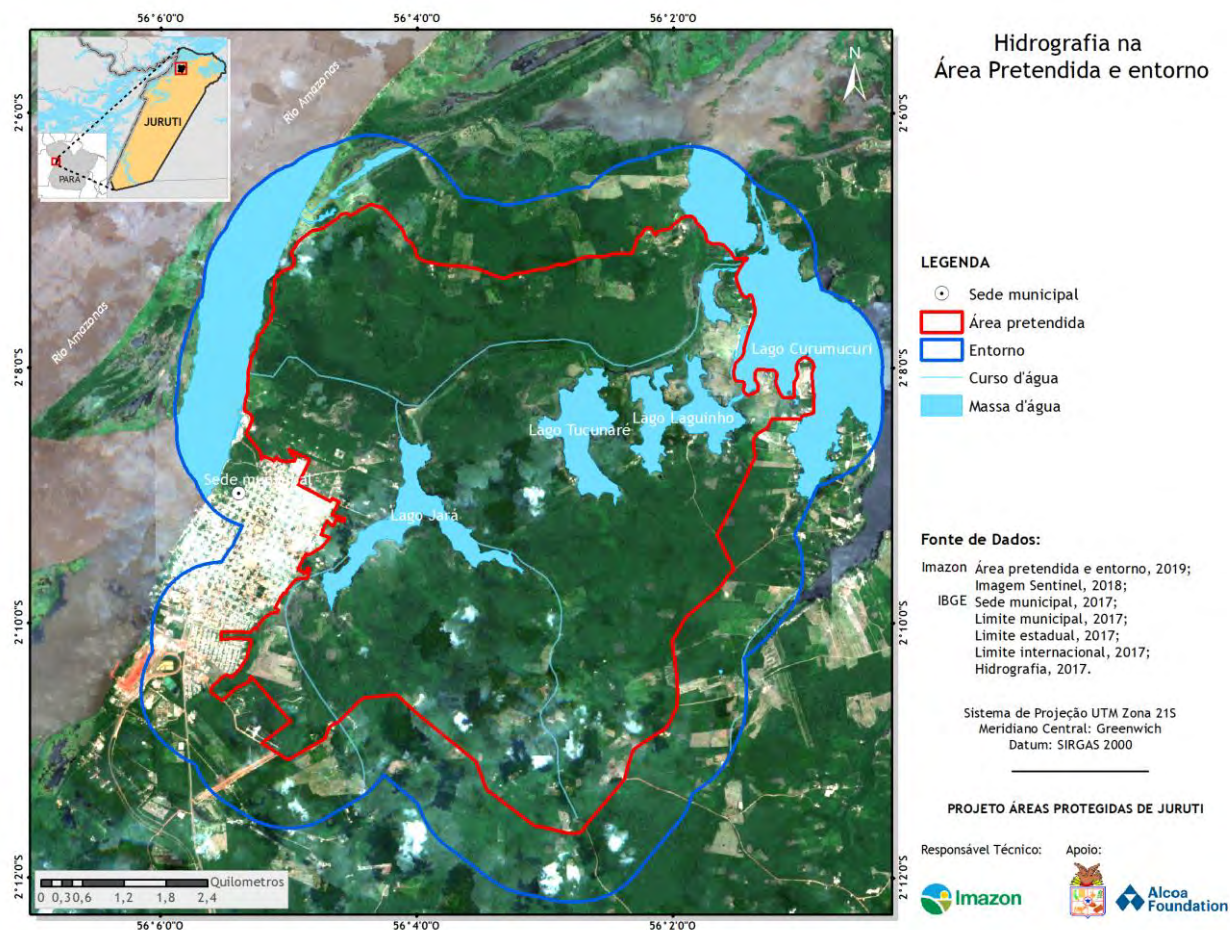 Hidrografia na
Área Pretendida e entorno
56°6'0"S
56°4'0"S
56°2'0"S
2°6'0"S
2°8'0"S
2°10'0"S
2°12'0"S
2°6'0"S
2°8'0"S
2°10'0"S
2°12'0"S
56°6'0"O
56°4'0"O
56°2'0"O
JURUTI
PARÁ
N
Rio Amazonas
Rio Amazonas
Lago Curumucuri
Lago Laguinho
Lago Tucunaré
Lago Jará
Sede municipal
Quilometros
0 0,3 0,6 1,2 1,8 2,4
LEGENDA
Sede municipal
Área pretendida
Entorno
Curso d'água
Massa d'água
Fonte de Dados:
Imazon Área pretendida e entorno, 2019;
Imagem Sentinel, 2018;
IBGE Sede municipal, 2017;
Limite municipal, 2017;
Limite estadual, 2017;
Limite internacional, 2017;
Hidrografia, 2017.
Sistema de Projeção UTM Zona 21S
Meridiano Central: Greenwich
Datum: SIRGAS 2000
PROJETO ÁREAS PROTEGIDAS DE JURUTI
Responsável Técnico: Apoio:
Imazon
Alcoa
Foundation